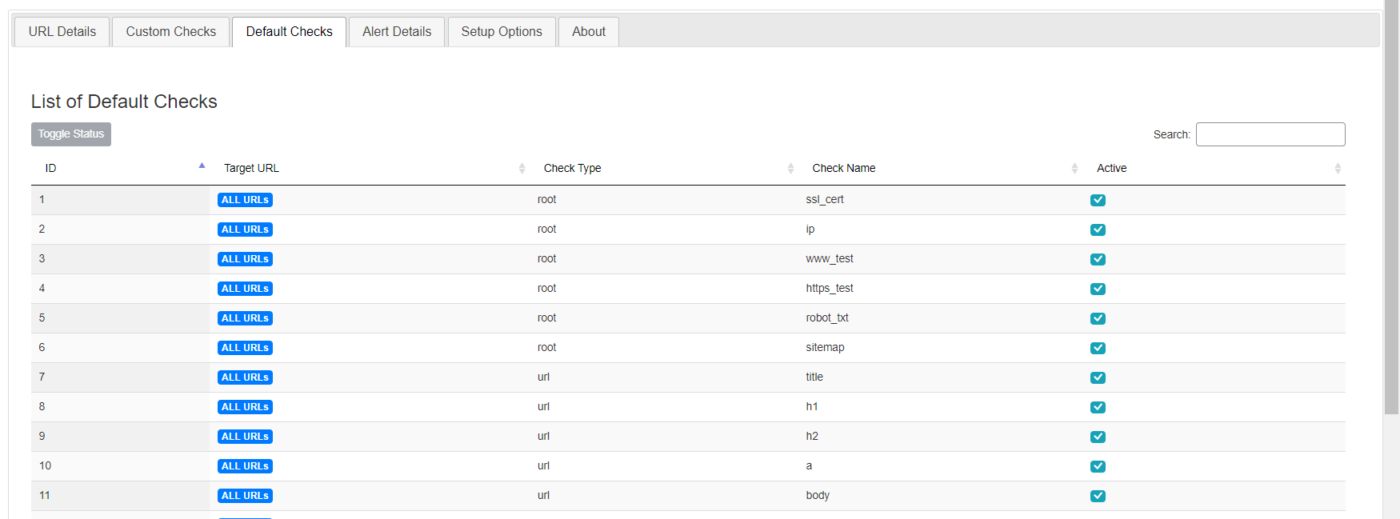 URL Details Custom Checks Default Checks Alert Details Setup Options About
List of Default Checks
Toggle Status Search:
ID Target URL Check Type Check Name Active
1 ALL URLs root ssl_cert
2 ALL URLs root ip
3 ALL URLs root www_test
4 ALL URLs root https_test
5 ALL URLs root robot_txt
6 ALL URLs root sitemap
7 ALL URLs url title
8 ALL URLs url h1
9 ALL URLs url h2
10 ALL URLs url a
11 ALL URLs url body